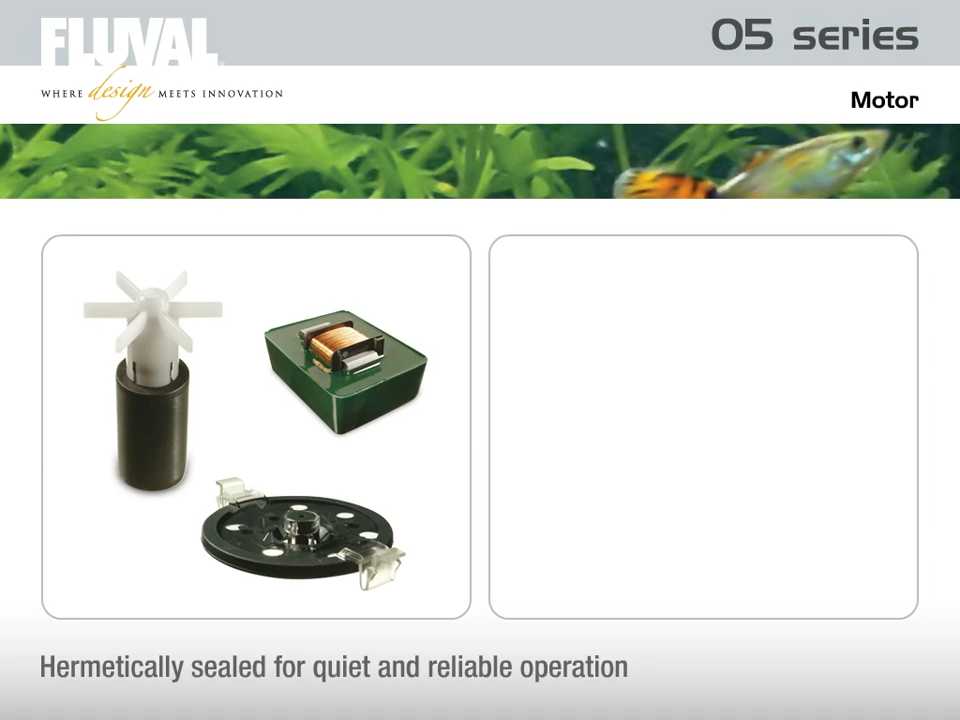 FLUVAL
WHERE design MEETS INNOVATION
05 series
Motor
Hermetically sealed for quiet and reliable operation